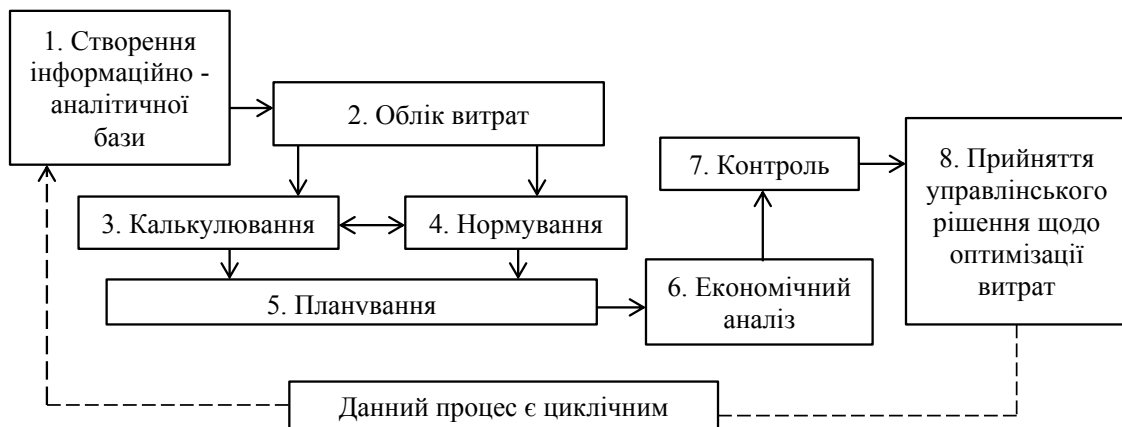 1. Створення
інформаційно -
аналітичної
бази
2. Облік витрат
3. Калькулювання
4. Нормування
5. Планування
6. Економічний
аналіз
7. Контроль
8. Прийняття
управлінського
рішення щодо
оптимізації
витрат
Данний процес є циклічним